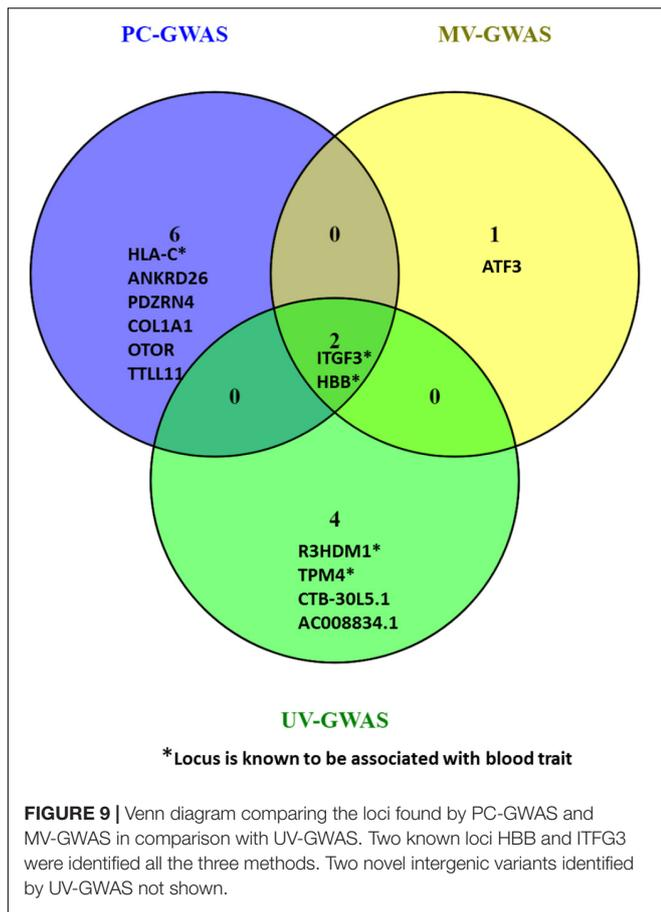 PC-GWAS
MV-GWAS
6
HLA-C*
ANKRD26
PDZRN4
COL1A1
OTOR
TTLL11
0
1
ATF3
2
ITGF3*
HBB*
0
0
4
R3HDM1*
TPM4*
CTB-30L5.1
AC008834.1
UV-GWAS
*Locus is known to be associated with blood trait
FIGURE 9 | Venn diagram comparing the loci found by PC-GWAS and
MV-GWAS in comparison with UV-GWAS. Two known loci HBB and ITFG3
were identified all the three methods. Two novel intergenic variants identified
by UV-GWAS not shown.